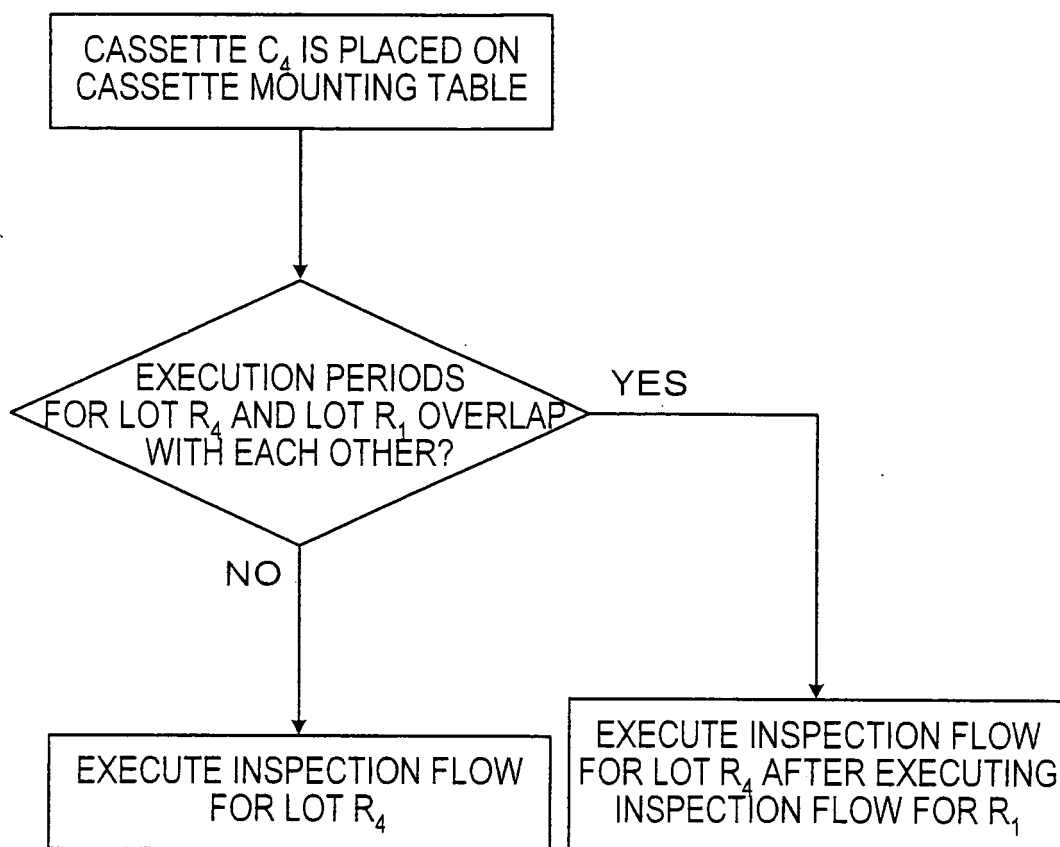 CASSETTE C₄ IS PLACED ON
CASSETTE MOUNTING TABLE
EXECUTION PERIODS
FOR LOT R₄ AND LOT R₁ OVERLAP
WITH EACH OTHER?
YES
NO
EXECUTE INSPECTION FLOW
FOR LOT R₄
EXECUTE INSPECTION FLOW
FOR LOT R₄ AFTER EXECUTING
INSPECTION FLOW FOR R₁